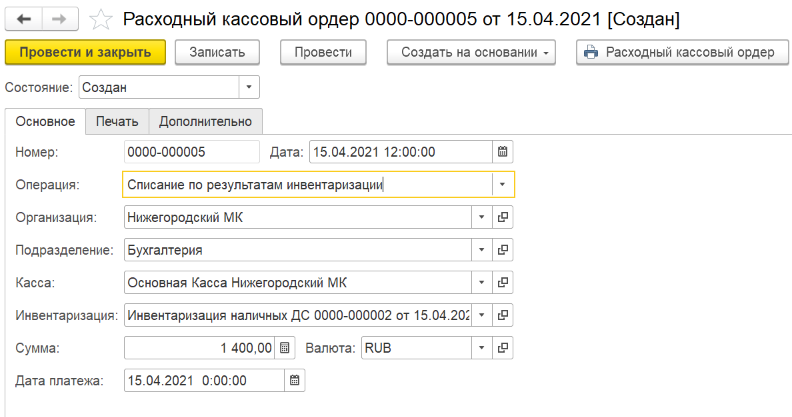 Расходный кассовый ордер 0000-000005 от 15.04.2021 [Создан]
Провести и закрыть Записать Провести Создать на основании Расходный кассовый ордер
Состояние: Создан
Основное Печать Дополнительно
Номер: 0000-000005 Дата: 15.04.2021 12:00:00
Операция: Списание по результатам инвентаризации
Организация: Нижегородский МК
Подразделение: Бухгалтерия
Касса: Основная Касса Нижегородский МК
Инвентаризация: Инвентаризация наличных ДС 0000-000002 от 15.04.202
Сумма: 1 400,00 Валюта: RUB
Дата платежа: 15.04.2021 0:00:00